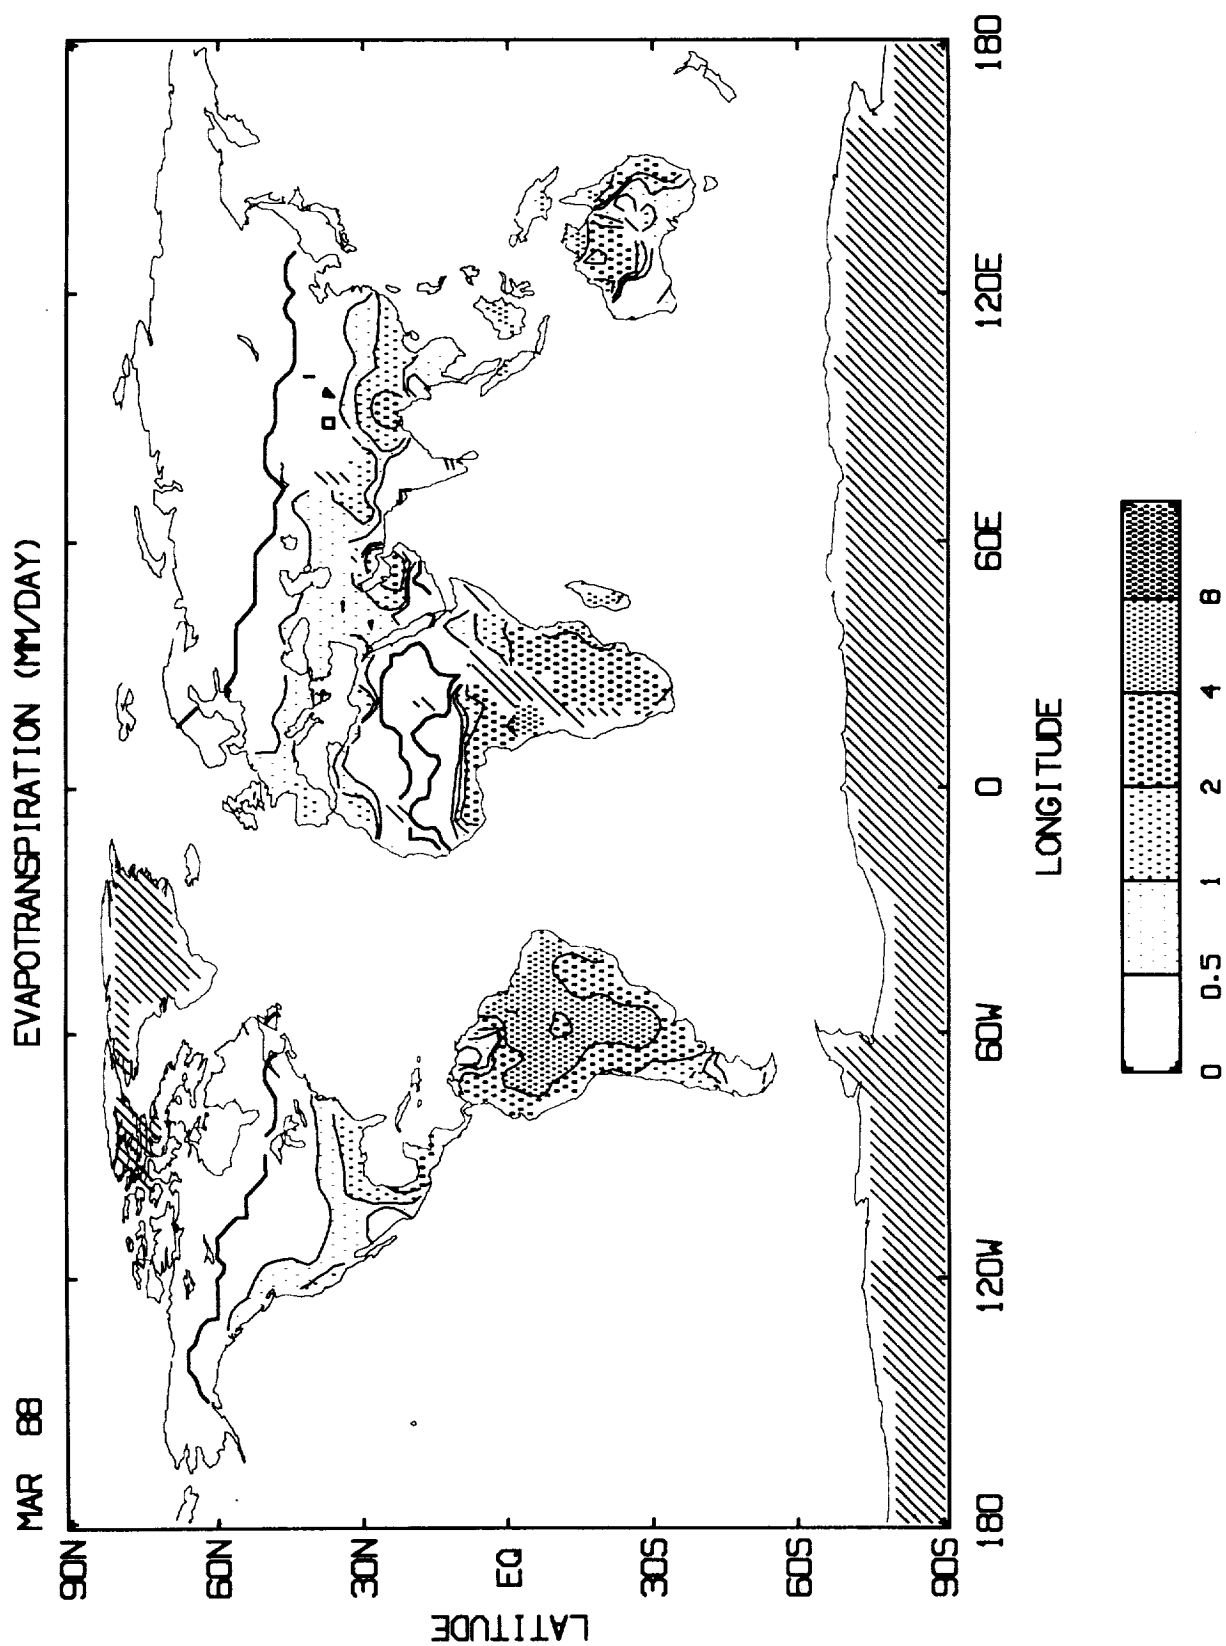 MAR 88
EVAPOTRANSPIRATION (MM/DAY)
90N
60N
30N
EQ
30S
60S
90S
LATITUDE
180
120W
60W
0
60E
120E
180
LONGITUDE
0
0.5
1
2
4
8